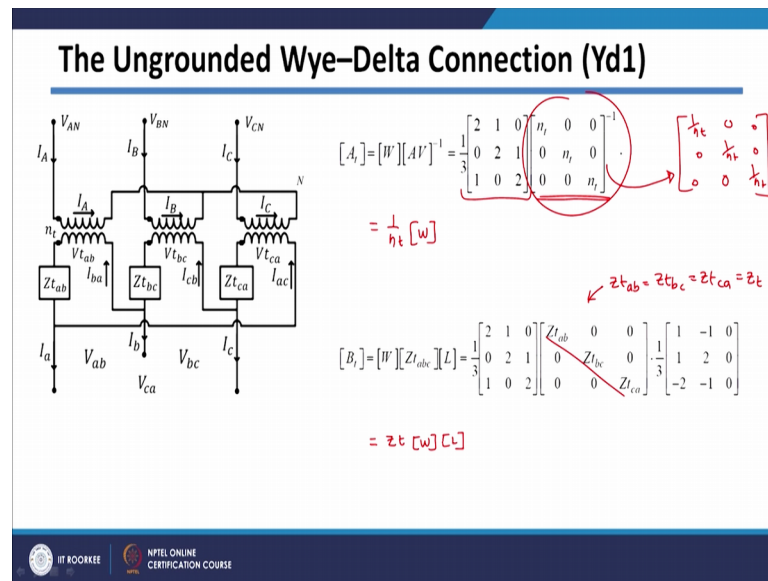 The Ungrounded Wye–Delta Connection (Yd1)
V_AN V_BN V_CN
I_A I_B I_C
N
I_A I_B I_C
n_t
Vt_ab Vt_bc Vt_ca
Zt_ab I_ba Zt_bc I_cb Zt_ca I_ac
I_a V_ab I_b V_bc I_c
V_ca
[A_t]=[W][AV]^-1 = 1/3 [2 1 0; 0 2 1; 1 0 2] [n_t 0 0; 0 n_t 0; 0 0 n_t]^-1 .
[1/n_t 0 0; 0 1/n_t 0; 0 0 1/n_t]
= 1/n_t [W]
Zt_ab = Zt_bc = Zt_ca = Zt
[B_t]=[W][Zt_abc][L] = 1/3 [2 1 0; 0 2 1; 1 0 2] [Zt_ab 0 0; 0 Zt_bc 0; 0 0 Zt_ca] . 1/3 [1 -1 0; 1 2 0; -2 -1 0]
= Zt [W][L]
IIT ROORKEE
NPTEL ONLINE
CERTIFICATION COURSE